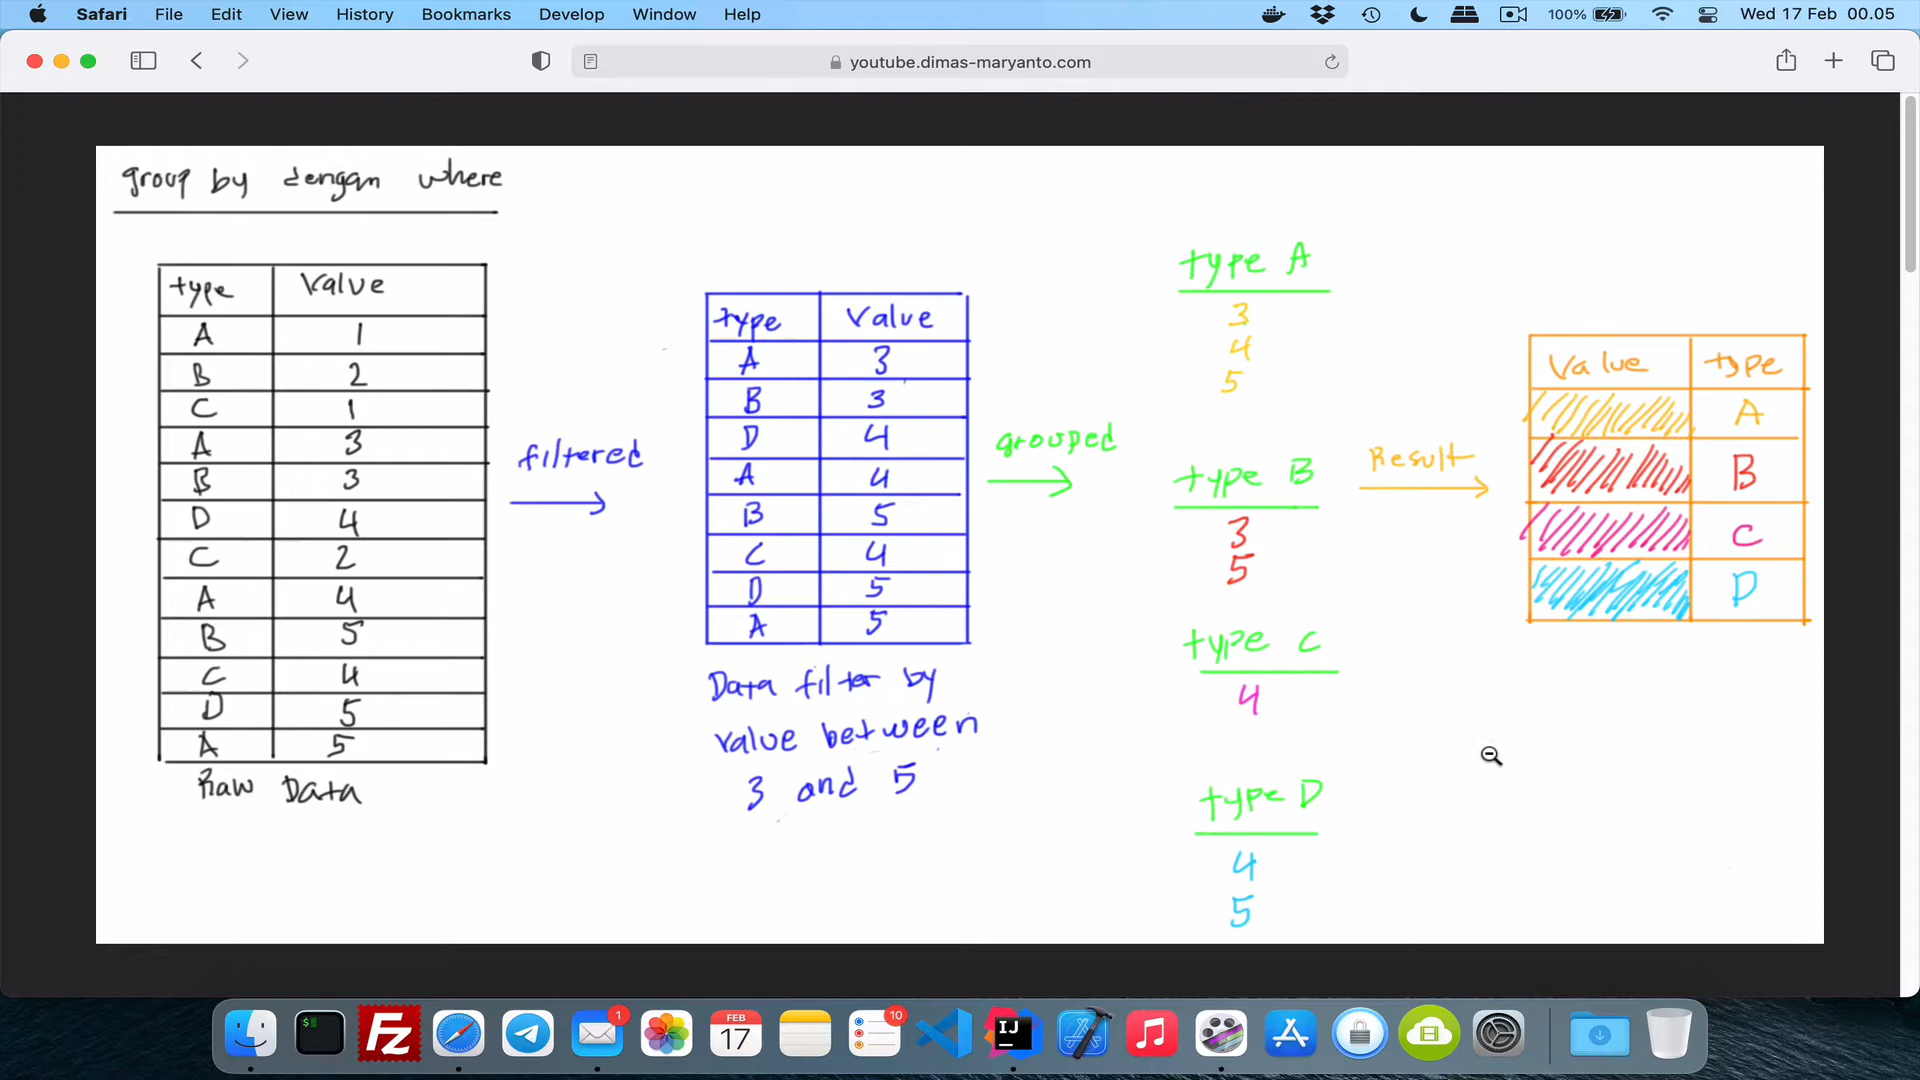 Safari File Edit View History Bookmarks Develop Window Help 100% Wed 17 Feb 00.05
youtube.dimas-maryanto.com
group by dengan where
type Value
A 1
B 2
C 1
A 3
B 3
D 4
C 2
A 4
B 5
C 4
D 5
A 5
Raw Data
filtered
type Value
A 3
B 3
D 4
A 4
B 5
C 4
D 5
A 5
Data filter by
value between
3 and 5
grouped
type A
3
4
5
type B
3
5
type C
4
type D
4
5
Result
Value type
A
B
C
D
$
Fz
1
FEB
17
10
IJ